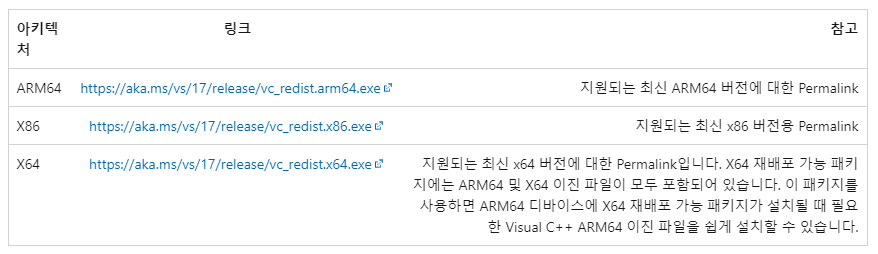 아키텍처 링크 참고
ARM64 https://aka.ms/vs/17/release/vc_redist.arm64.exe 지원되는 최신 ARM64 버전에 대한 Permalink
X86 https://aka.ms/vs/17/release/vc_redist.x86.exe 지원되는 최신 x86 버전용 Permalink
X64 https://aka.ms/vs/17/release/vc_redist.x64.exe 지원되는 최신 x64 버전에 대한 Permalink입니다. X64 재배포 가능 패키
지에는 ARM64 및 X64 이진 파일이 모두 포함되어 있습니다. 이 패키지를
사용하면 ARM64 디바이스에 X64 재배포 가능 패키지가 설치될 때 필요
한 Visual C++ ARM64 이진 파일을 쉽게 설치할 수 있습니다.